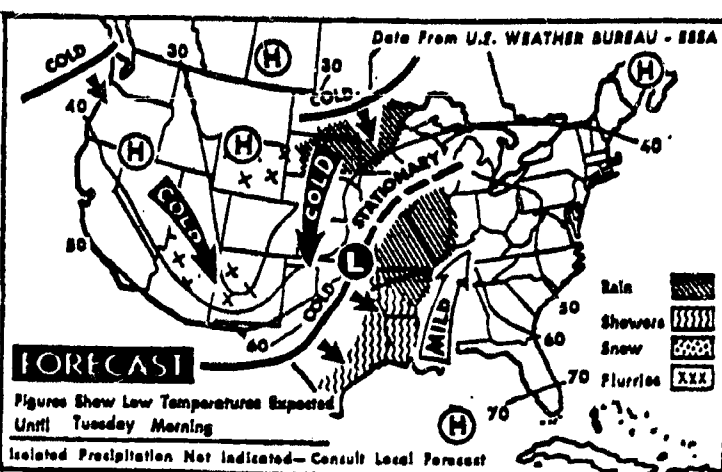 Data From U.S. WEATHER BUREAU - ESSA
COLD
30
H
30
H
COLD
40
H
H
40
COLD
COLD
STATIONARY
50
L
COLD
MILD
60
50
60
70
70
H
Rain
Showers
Snow
Flurries XXX
FORECAST
Figures Show Low Temperatures Expected
Until Tuesday Morning
Isolated Precipitation Not Indicated— Consult Local Forecast